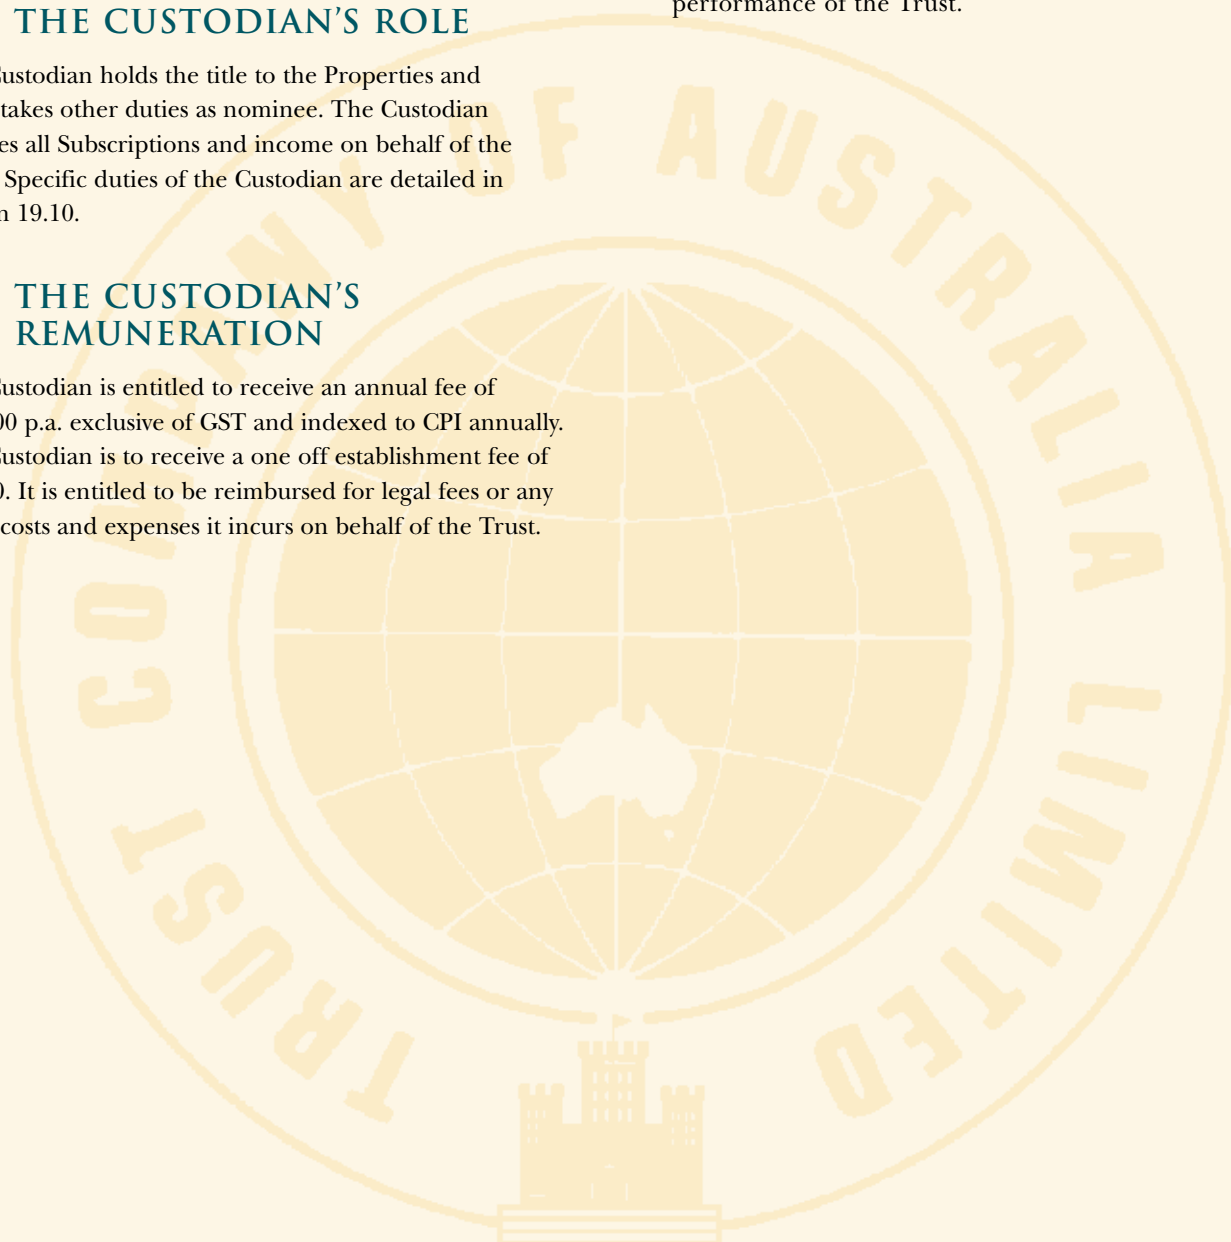 THE CUSTODIAN'S ROLE
ustodian holds the title to the Properties and
takes other duties as nominee. The Custodian
es all Subscriptions and income on behalf of the
Specific duties of the Custodian are detailed in
n 19.10.
THE CUSTODIAN'S
REMUNERATION
ustodian is entitled to receive an annual fee of
00 p.a. exclusive of GST and indexed to CPI annually.
ustodian is to receive a one off establishment fee of
0. It is entitled to be reimbursed for legal fees or any
costs and expenses it incurs on behalf of the Trust.
performance of the Trust.
TRUST COMPANY OF AUSTRALIA LIMITED